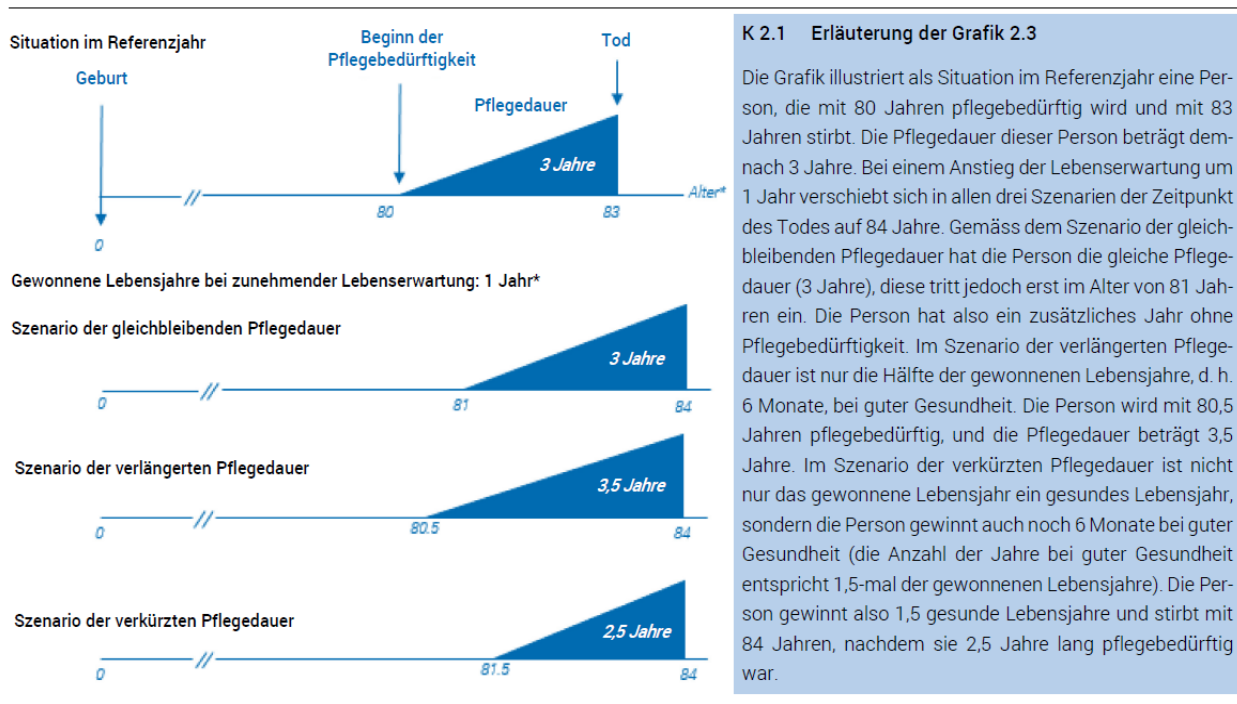 Situation im Referenzjahr
Geburt
Beginn der
Pflegebedürftigkeit
Tod
Pflegedauer
3 Jahre
Alter*
0
80
83
Gewonnene Lebensjahre bei zunehmender Lebenserwartung: 1 Jahr*
Szenario der gleichbleibenden Pflegedauer
3 Jahre
0
81
84
Szenario der verlängerten Pflegedauer
3,5 Jahre
0
80.5
84
Szenario der verkürzten Pflegedauer
2,5 Jahre
0
81.5
84
K 2.1 Erläuterung der Grafik 2.3
Die Grafik illustriert als Situation im Referenzjahr eine Per-
son, die mit 80 Jahren pflegebedürftig wird und mit 83
Jahren stirbt. Die Pflegedauer dieser Person beträgt dem-
nach 3 Jahre. Bei einem Anstieg der Lebenserwartung um
1 Jahr verschiebt sich in allen drei Szenarien der Zeitpunkt
des Todes auf 84 Jahre. Gemäss dem Szenario der gleich-
bleibenden Pflegedauer hat die Person die gleiche Pflege-
dauer (3 Jahre), diese tritt jedoch erst im Alter von 81 Jah-
ren ein. Die Person hat also ein zusätzliches Jahr ohne
Pflegebedürftigkeit. Im Szenario der verlängerten Pflege-
dauer ist nur die Hälfte der gewonnenen Lebensjahre, d. h.
6 Monate, bei guter Gesundheit. Die Person wird mit 80,5
Jahren pflegebedürftig, und die Pflegedauer beträgt 3,5
Jahre. Im Szenario der verkürzten Pflegedauer ist nicht
nur das gewonnene Lebensjahr ein gesundes Lebensjahr,
sondern die Person gewinnt auch noch 6 Monate bei guter
Gesundheit (die Anzahl der Jahre bei guter Gesundheit
entspricht 1,5-mal der gewonnenen Lebensjahre). Die Per-
son gewinnt also 1,5 gesunde Lebensjahre und stirbt mit
84 Jahren, nachdem sie 2,5 Jahre lang pflegebedürftig
war.